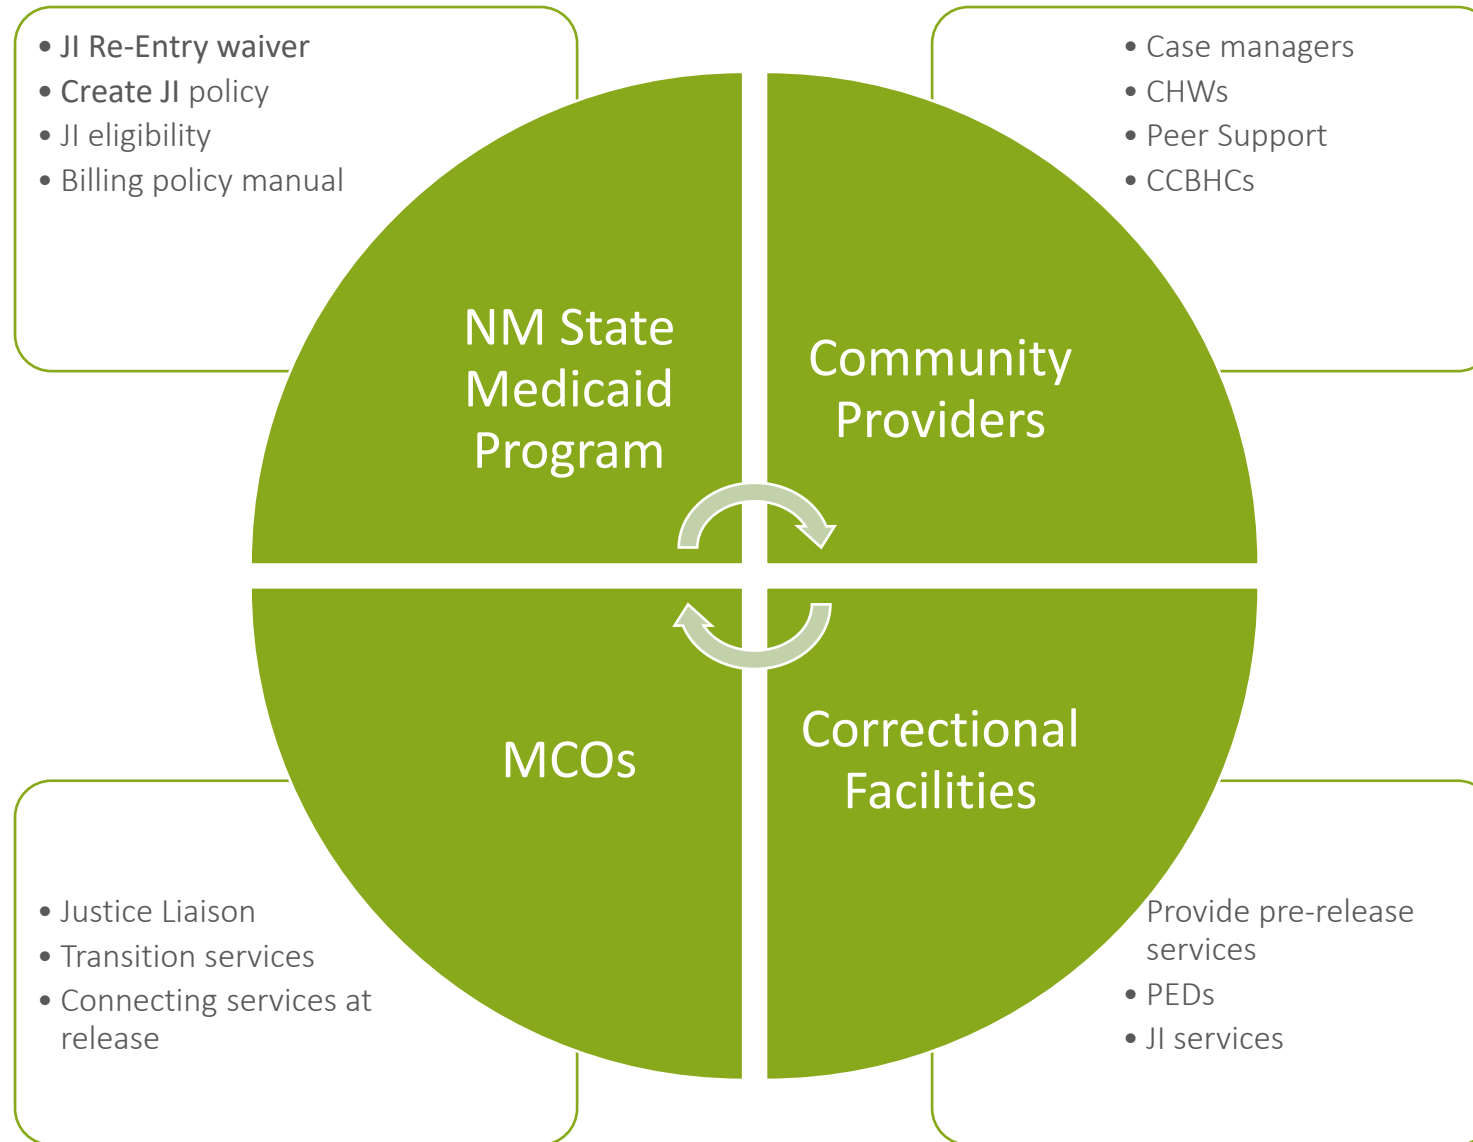 • JI Re-Entry waiver
• Create JI policy
• JI eligibility
• Billing policy manual
• Case managers
• CHWs
• Peer Support
• CCBHCs
NM State
Medicaid
Program
Community
Providers
MCOs
Correctional
Facilities
• Justice Liaison
• Transition services
• Connecting services at
release
Provide pre-release
services
• PEDs
• JI services